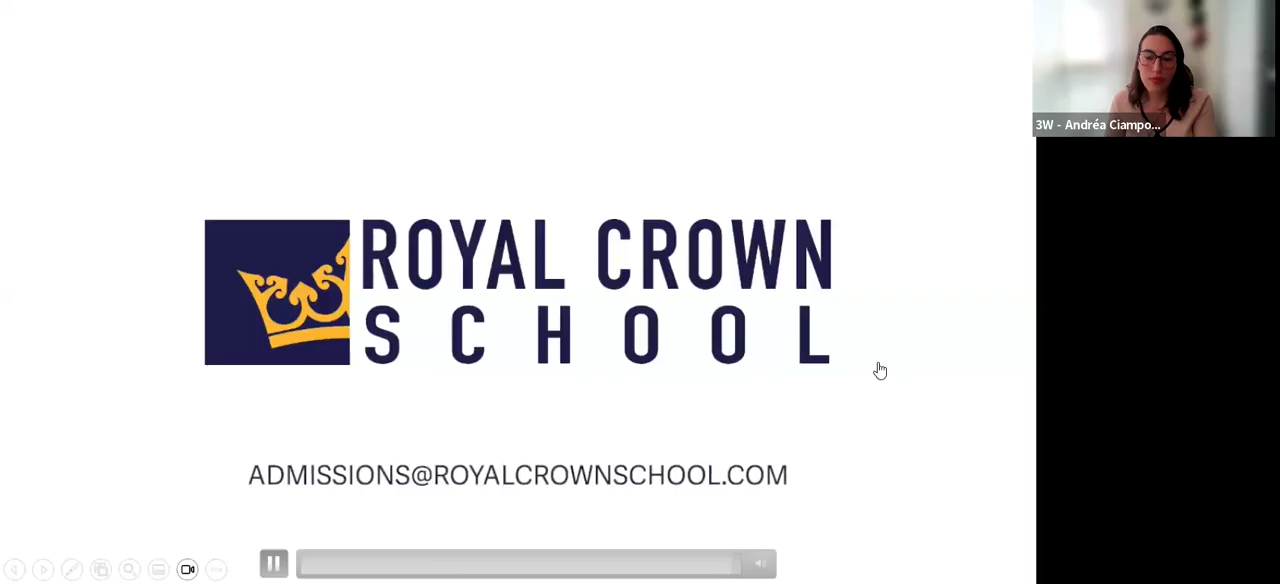 3W - Andréa Ciampo...
ROYAL CROWN
SCHOOL
ADMISSIONS@ROYALCROWNSCHOOL.COM